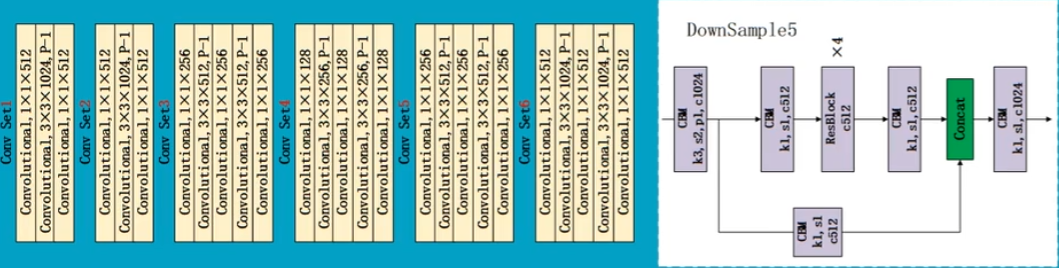 Conv Set1
Convolutional, 1×1×512
Convolutional, 3×3×1024, P-1
Convolutional, 1×1×512
Conv Set2
Convolutional, 1×1×512
Convolutional, 3×3×1024, P-1
Convolutional, 1×1×512
Conv Set3
Convolutional, 1×1×256
Convolutional, 3×3×512, P-1
Convolutional, 1×1×256
Convolutional, 3×3×512, P-1
Convolutional, 1×1×256
Conv Set4
Convolutional, 1×1×128
Convolutional, 3×3×256, P-1
Convolutional, 1×1×128
Convolutional, 3×3×256, P-1
Convolutional, 1×1×128
Conv Set5
Convolutional, 1×1×256
Convolutional, 3×3×512, P-1
Convolutional, 1×1×256
Convolutional, 3×3×512, P-1
Convolutional, 1×1×256
Conv Set6
Convolutional, 1×1×512
Convolutional, 3×3×1024, P-1
Convolutional, 1×1×512
Convolutional, 3×3×1024, P-1
Convolutional, 1×1×512
DownSample5
CBM
k3, s2, p1, c1024
CBM
k1, s1, c512
×4
ResBlock
c512
CBM
k1, s1, c512
Concat
CBM
k1, s1, c1024
CBM
k1, s1
c512